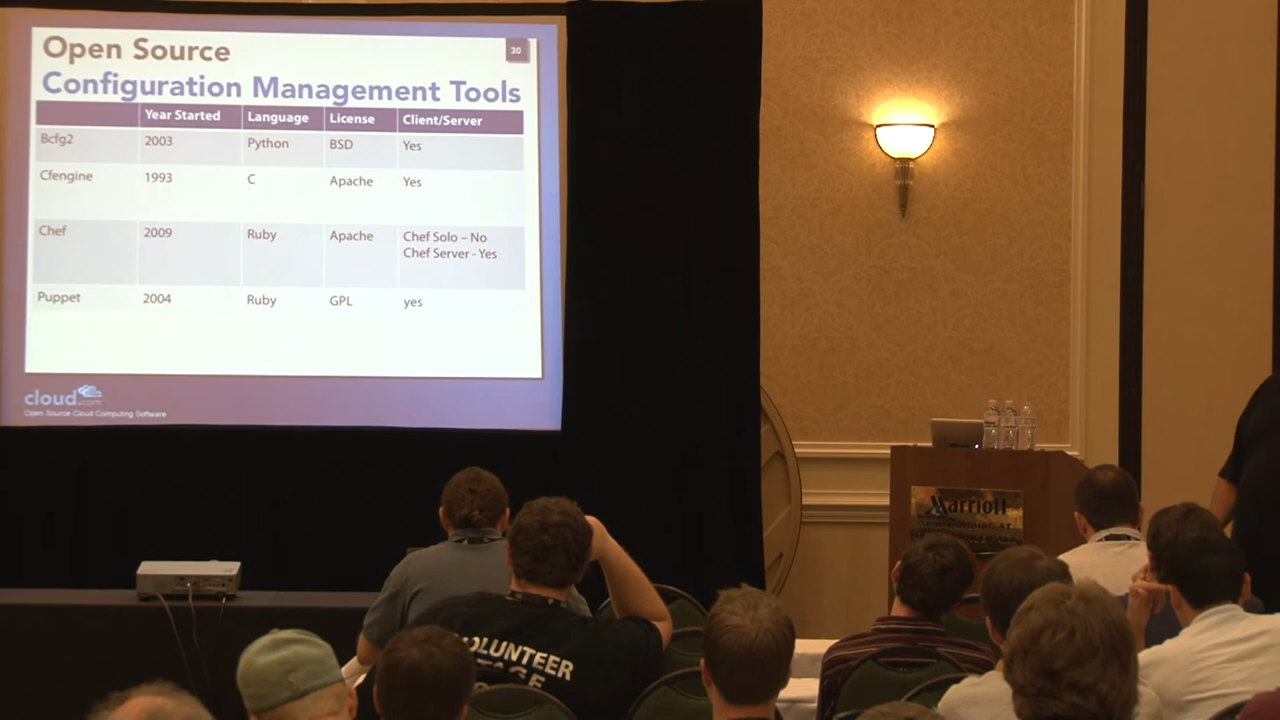 Open Source
30
Configuration Management Tools
Year Started Language License Client/Server
Bcfg2 2003 Python BSD Yes
Cfengine 1993 C Apache Yes
Chef 2009 Ruby Apache Chef Solo – No
Chef Server - Yes
Puppet 2004 Ruby GPL yes
cloud.com
Open Source Cloud Computing Software
Marriott
VOLUNTEER